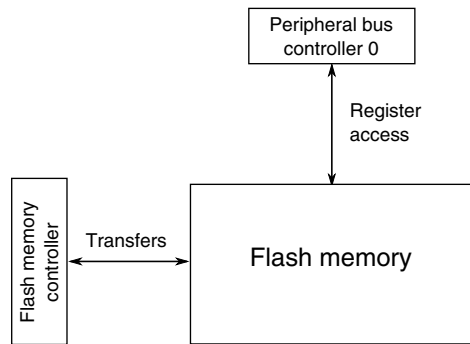 Peripheral bus
controller 0
Register
access
Flash memory
controller
Transfers
Flash memory